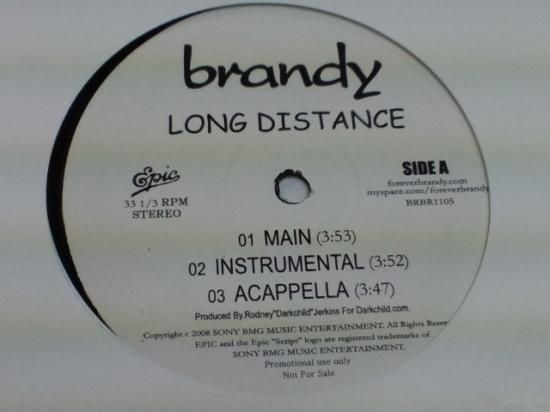 brandy
LONG DISTANCE
Epic
33 1/3 RPM
STEREO
SIDE A
foreverbrandy.com
myspace.com/foreverbrandy
BRBR1105
01 MAIN (3:53)
02 INSTRUMENTAL (3:52)
03 ACAPPELLA (3:47)
Produced By.Rodney"Darkchild"Jerkins For Darkchild.com.
Copyright c 2008 SONY BMG MUSIC ENTERTAINMENT. All Rights Reser
EPIC and the Epic "Script" logo are registered trademarks of
SONY BMG MUSIC ENTERTAINMENT.
Promotional use only
Not For Sale